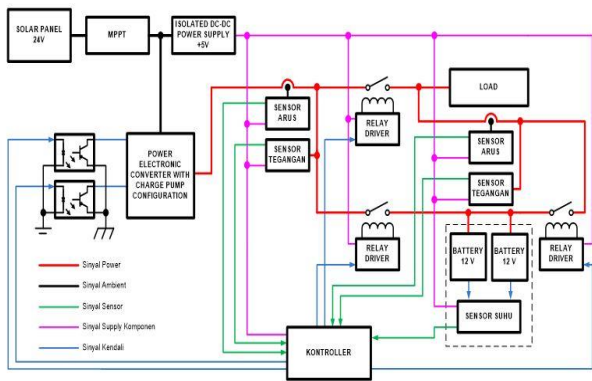 SOLAR PANEL
24V
MPPT
ISOLATED DC-DC
POWER SUPPLY
+5V
LOAD
SENSOR
ARUS
RELAY
DRIVER
SENSOR
ARUS
SENSOR
TEGANGAN
POWER
ELECTRONIC
CONVERTER WITH
CHARGE PUMP
CONFIGURATION
SENSOR
TEGANGAN
RELAY
DRIVER
BATTERY
12 V
BATTERY
12 V
RELAY
DRIVER
SENSOR SUHU
Sinyal Power
Sinyal Ambient
Sinyal Sensor
Sinyal Supply Komponen
Sinyal Kendali
KONTROLLER